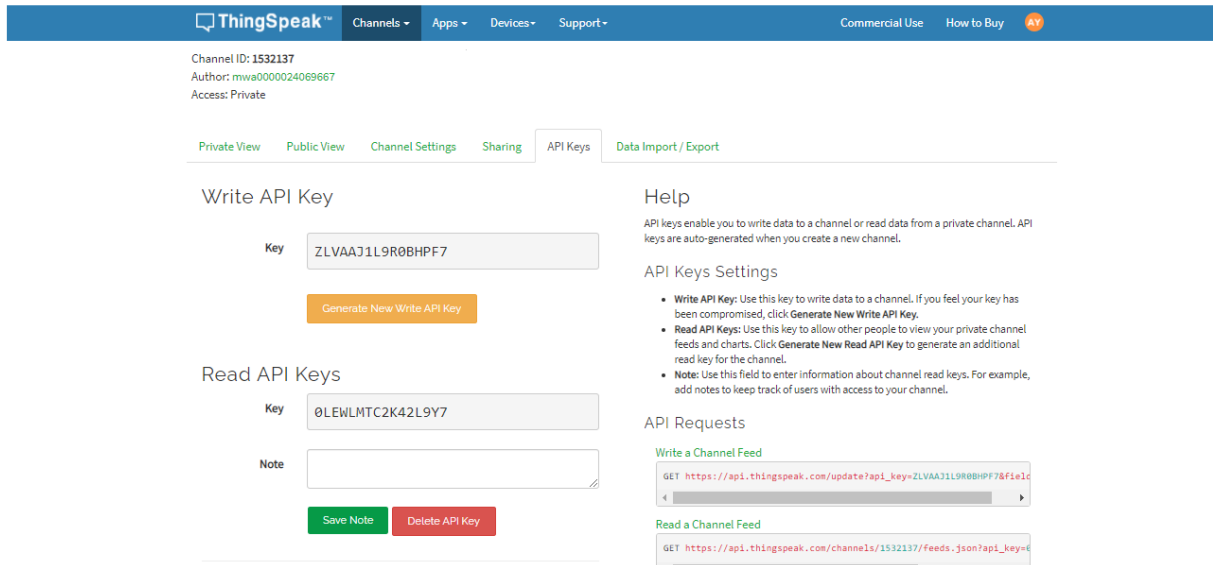 ThingSpeak™ Channels Apps Devices Support Commercial Use How to Buy AY
Channel ID: 1532137
Author: mwa0000024069667
Access: Private
Private View Public View Channel Settings Sharing API Keys Data Import / Export
Write API Key
Key ZLVAAJ1L9R0BHPF7
Generate New Write API Key
Read API Keys
Key 0LEWLMTC2K42L9Y7
Note
Save Note Delete API Key
Help
API keys enable you to write data to a channel or read data from a private channel. API
keys are auto-generated when you create a new channel.
API Keys Settings
• Write API Key: Use this key to write data to a channel. If you feel your key has
been compromised, click Generate New Write API Key.
• Read API Keys: Use this key to allow other people to view your private channel
feeds and charts. Click Generate New Read API Key to generate an additional
read key for the channel.
• Note: Use this field to enter information about channel read keys. For example,
add notes to keep track of users with access to your channel.
API Requests
Write a Channel Feed
GET https://api.thingspeak.com/update?api_key=ZLVAAJ1L9R0BHPF7&field
Read a Channel Feed
GET https://api.thingspeak.com/channels/1532137/feeds.json?api_key=